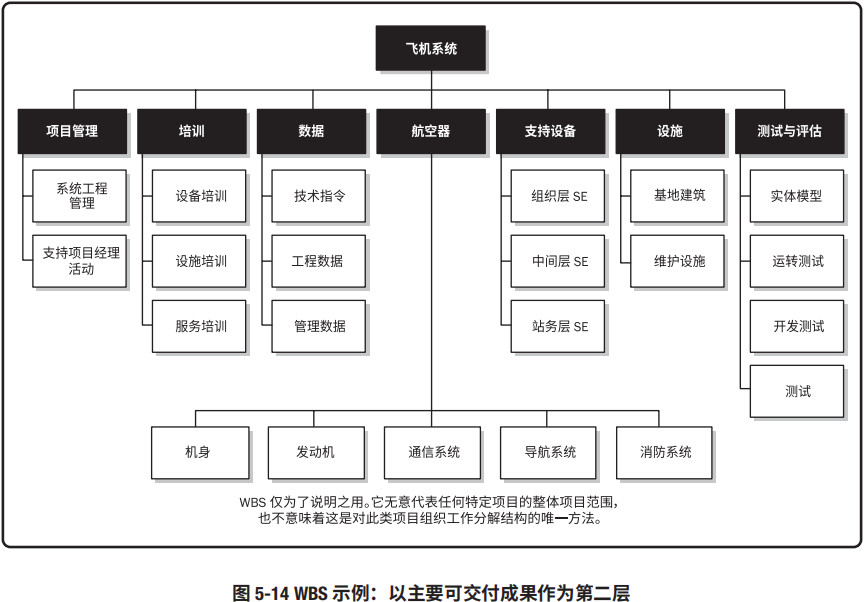 飞机系统
项目管理
培训
数据
航空器
支持设备
设施
测试与评估
系统工程
管理
支持项目经理
活动
设备培训
设施培训
服务培训
技术指令
工程数据
管理数据
组织层 SE
中间层 SE
站务层 SE
基地建筑
维护设施
实体模型
运转测试
开发测试
测试
机身
发动机
通信系统
导航系统
消防系统
WBS 仅为了说明之用。它无意代表任何特定项目的整体项目范围，
也不意味着这是对此类项目组织工作分解结构的唯一方法。
图 5-14 WBS 示例：以主要可交付成果作为第二层